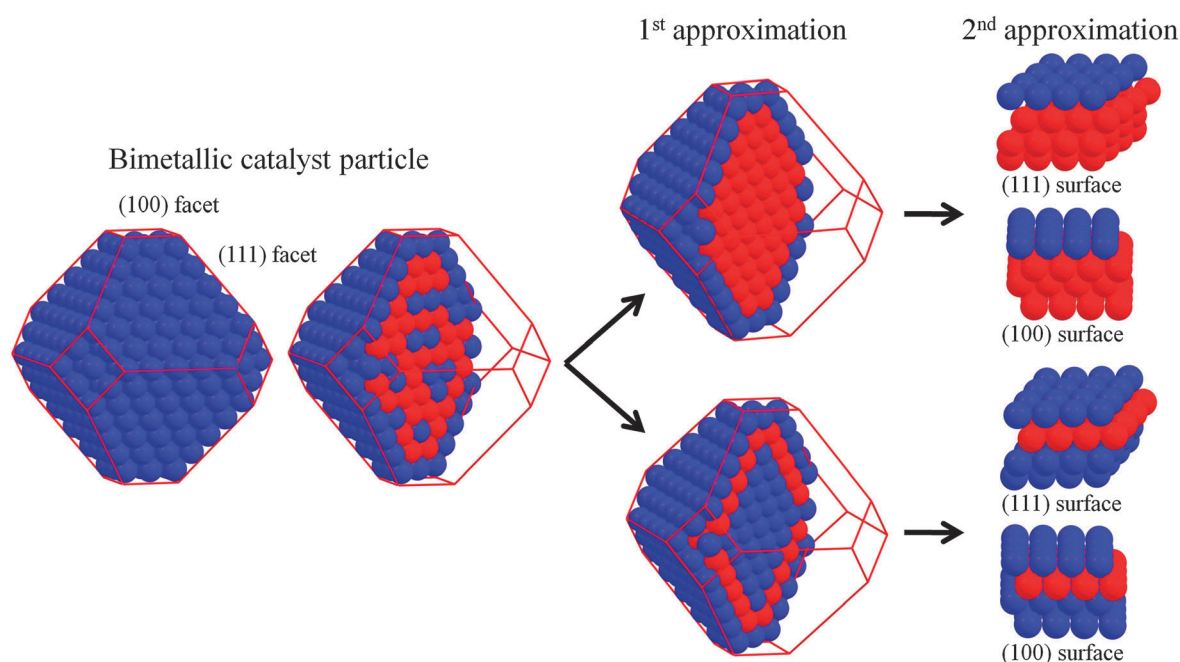 1st approximation
2nd approximation
Bimetallic catalyst particle
(100) facet
(111) facet
(111) surface
(100) surface
(111) surface
(100) surface